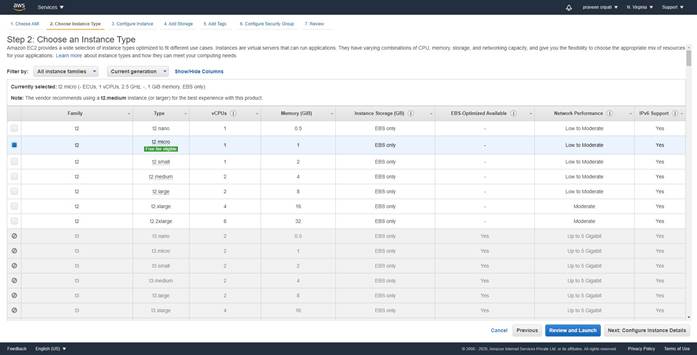 aws Services praveen sripati N. Virginia Support
1. Choose AMI 2. Choose Instance Type 3. Configure Instance 4. Add Storage 5. Add Tags 6. Configure Security Group 7. Review
Step 2: Choose an Instance Type
Amazon EC2 provides a wide selection of instance types optimized to fit different use cases. Instances are virtual servers that can run applications. They have varying combinations of CPU, memory, storage, and networking capacity, and give you the flexibility to choose the appropriate mix of resources
for your applications. Learn more about instance types and how they can meet your computing needs.
Filter by: All instance families Current generation Show/Hide Columns
Currently selected: t2.micro (- ECUs, 1 vCPUs, 2.5 GHz, -, 1 GiB memory, EBS only)
Note: The vendor recommends using a t2.medium instance (or larger) for the best experience with this product.
Family Type vCPUs Memory (GiB) Instance Storage (GB) EBS-Optimized Available Network Performance IPv6 Support
t2 t2.nano 1 0.5 EBS only - Low to Moderate Yes
t2 t2.micro 1 1 EBS only - Low to Moderate Yes
Free tier eligible
t2 t2.small 1 2 EBS only - Low to Moderate Yes
t2 t2.medium 2 4 EBS only - Low to Moderate Yes
t2 t2.large 2 8 EBS only - Low to Moderate Yes
t2 t2.xlarge 4 16 EBS only - Moderate Yes
t2 t2.2xlarge 8 32 EBS only - Moderate Yes
t3 t3.nano 2 0.5 EBS only Yes Up to 5 Gigabit Yes
t3 t3.micro 2 1 EBS only Yes Up to 5 Gigabit Yes
t3 t3.small 2 2 EBS only Yes Up to 5 Gigabit Yes
t3 t3.medium 2 4 EBS only Yes Up to 5 Gigabit Yes
t3 t3.large 2 8 EBS only Yes Up to 5 Gigabit Yes
t3 t3.xlarge 4 16 EBS only Yes Up to 5 Gigabit Yes
Cancel Previous Review and Launch Next: Configure Instance Details
Feedback English (US) © 2008 - 2020, Amazon Internet Services Private Ltd. or its affiliates. All rights reserved. Privacy Policy Terms of Use